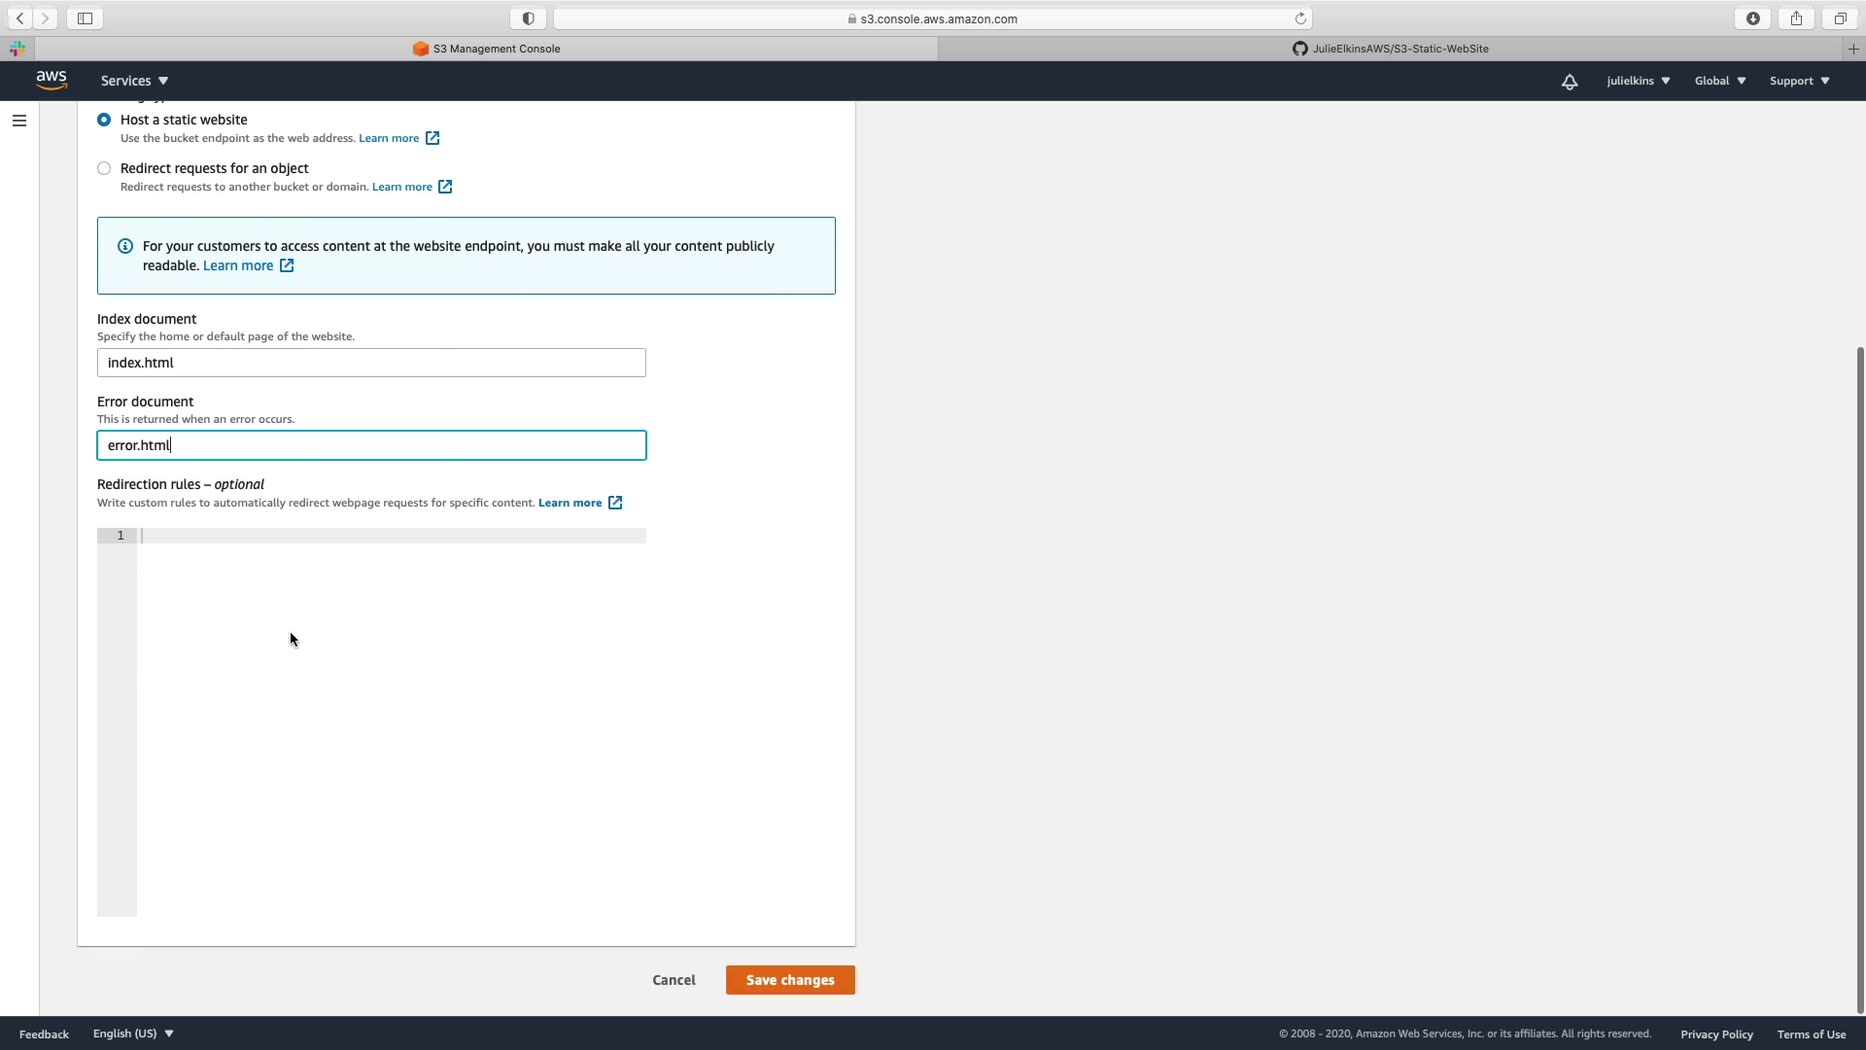 s3.console.aws.amazon.com
S3 Management Console
JulieElkinsAWS/S3-Static-WebSite
aws
Services
julielkins
Global
Support
Host a static website
Use the bucket endpoint as the web address. Learn more
Redirect requests for an object
Redirect requests to another bucket or domain. Learn more
For your customers to access content at the website endpoint, you must make all your content publicly
readable. Learn more
Index document
Specify the home or default page of the website.
index.html
Error document
This is returned when an error occurs.
error.html
Redirection rules – optional
Write custom rules to automatically redirect webpage requests for specific content. Learn more
1
Cancel
Save changes
Feedback
English (US)
© 2008 - 2020, Amazon Web Services, Inc. or its affiliates. All rights reserved.
Privacy Policy
Terms of Use